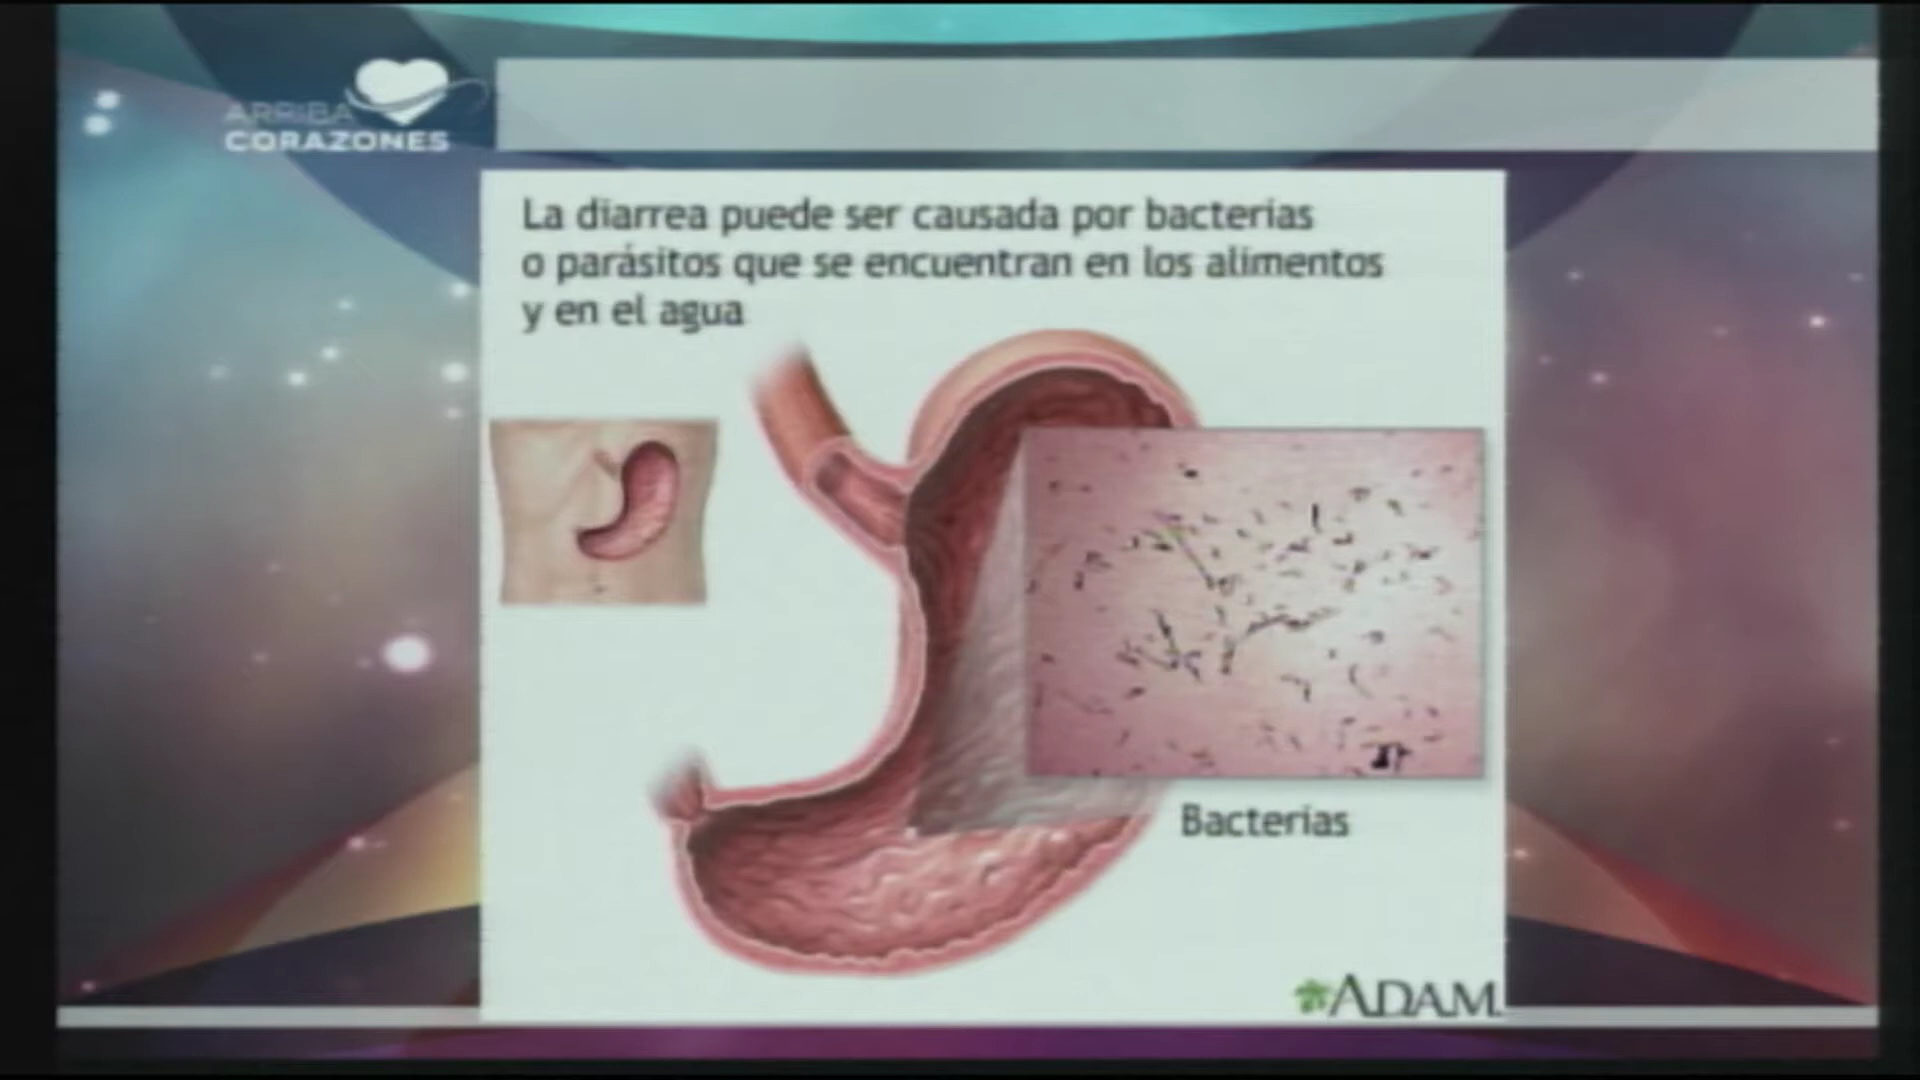 ARRIBA
CORAZONES
La diarrea puede ser causada por bacterias
o parásitos que se encuentran en los alimentos
y en el agua
Bacterias
ADAM